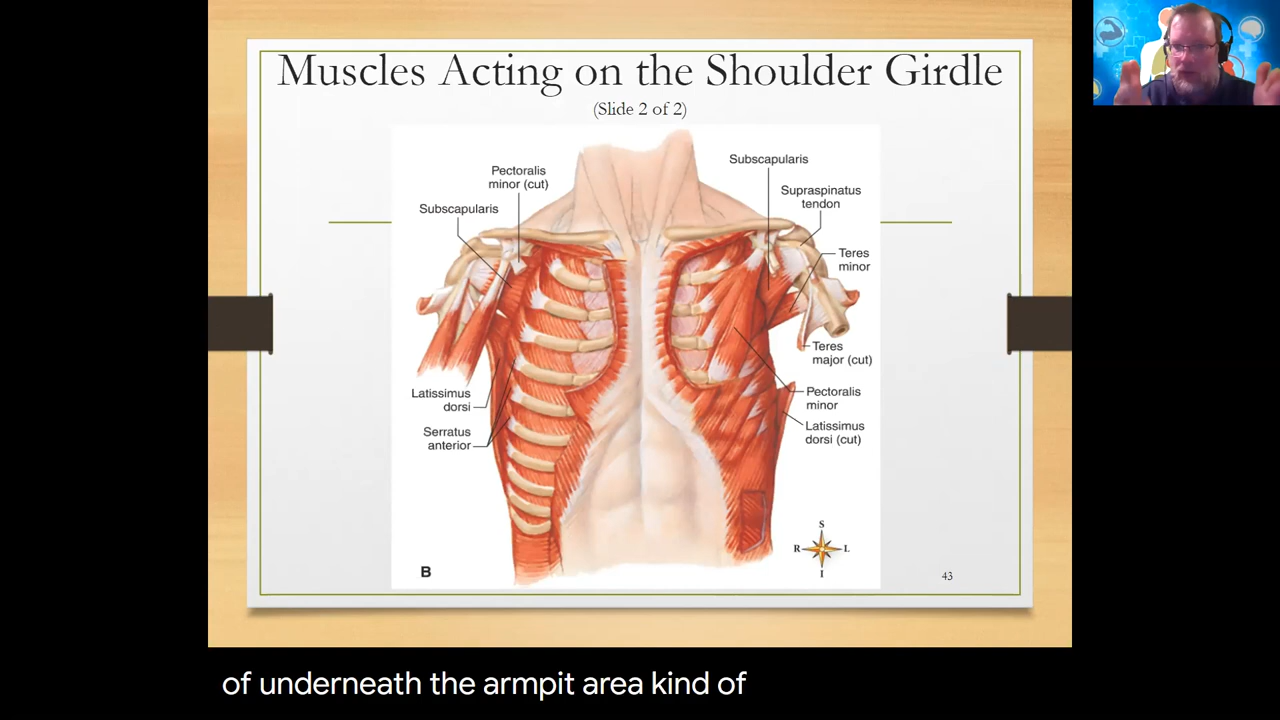 Muscles Acting on the Shoulder Girdle
(Slide 2 of 2)
Pectoralis
minor (cut)
Subscapularis
Latissimus
dorsi
Serratus
anterior
Subscapularis
Supraspinatus
tendon
Teres
minor
Teres
major (cut)
Pectoralis
minor
Latissimus
dorsi (cut)
S
R L
I
B
43
of underneath the armpit area kind of